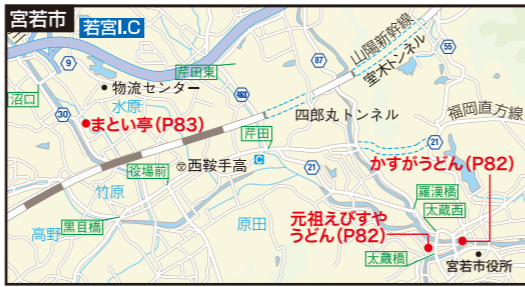 宮若市
若宮I.C
9
沼口
30
物流センター
水原
まとい亭(P83)
芹田東
463
87
山陽新幹線
室木トンネル
55
四郎丸トンネル
福岡直方線
芹田
C
21
21
役場前
西鞍手高
竹原
かすがうどん(P82)
羅漢橋
太蔵西
元祖えびすや
うどん(P82)
原田
黒目橋
高野
太蔵橋
宮若市役所